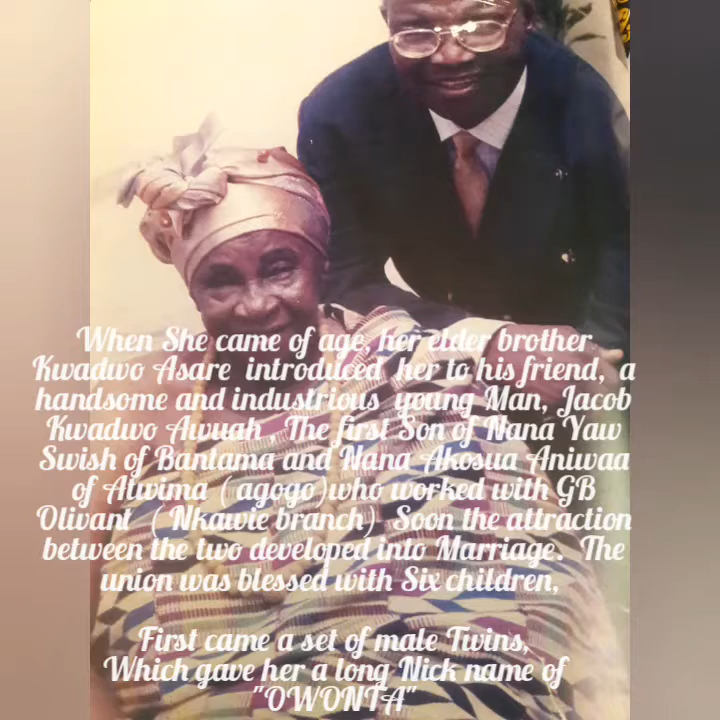 When She came of age, her elder brother
Kwadwo Asare introduced her to his friend, a
handsome and industrious young Man, Jacob
Kwadwo Awuah . The first Son of Nana Yaw
Swish of Bantama and Nana Akosua Aniwaa
of Atwima ( agogo)who worked with GB
Olivant ( Nkawie branch) Soon the attraction
between the two developed into Marriage. The
union was blessed with Six children,
First came a set of male Twins,
Which gave her a long Nick name of
"OWONTA"